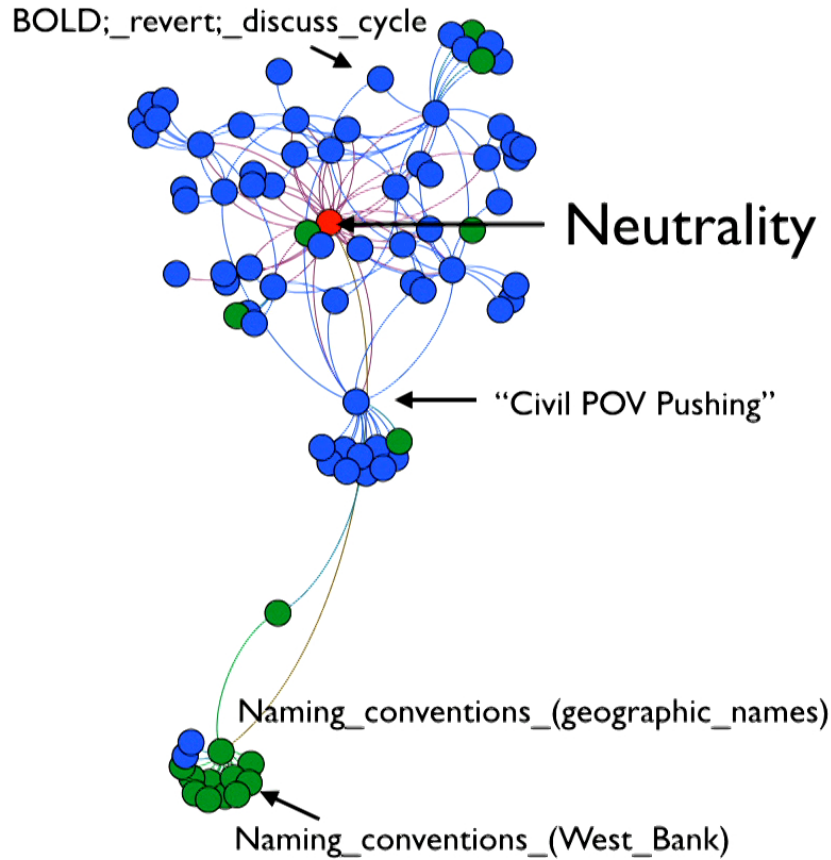 BOLD;_revert;_discuss_cycle
Neutrality
“Civil POV Pushing”
Naming_conventions_(geographic_names)
Naming_conventions_(West_Bank)